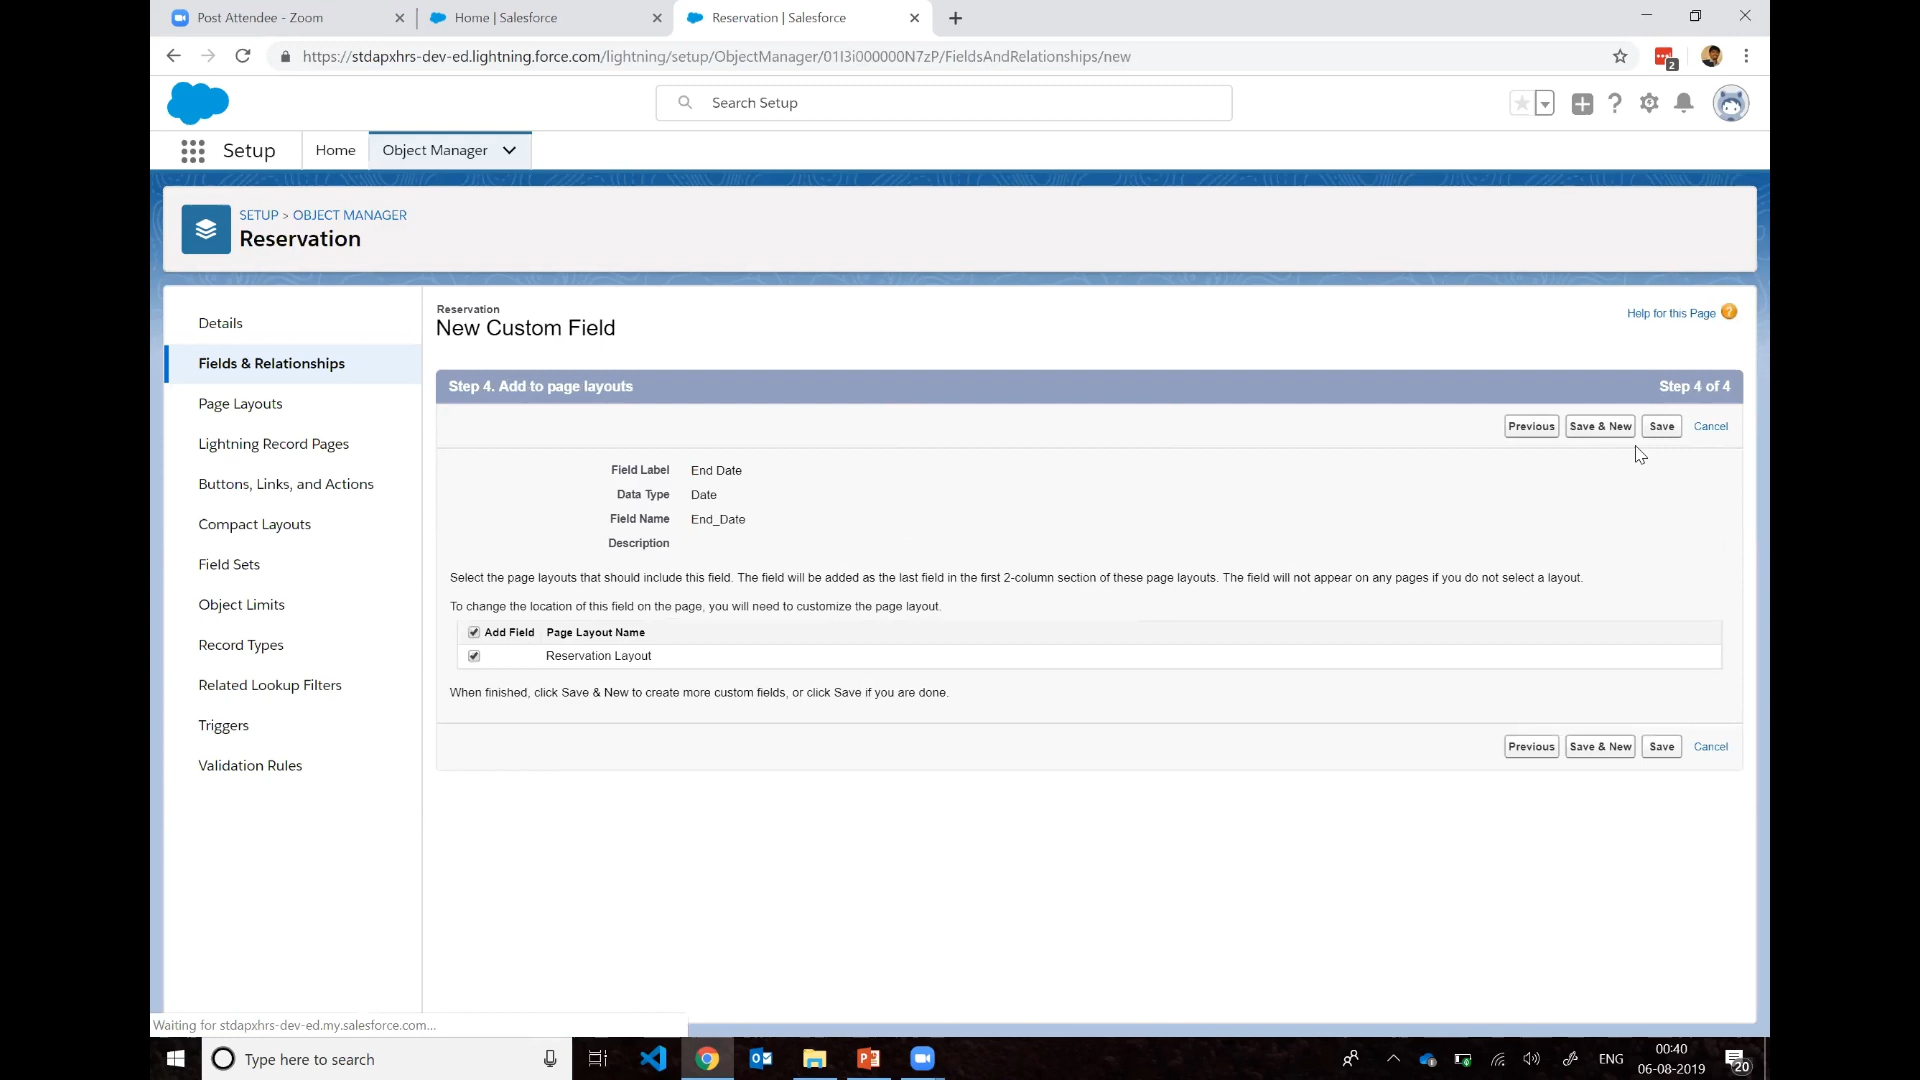 Post Attendee - Zoom
Home | Salesforce
Reservation | Salesforce
https://stdapxhrs-dev-ed.lightning.force.com/lightning/setup/ObjectManager/01I3i000000N7zP/FieldsAndRelationships/new
2
Search Setup
Setup
Home
Object Manager
SETUP > OBJECT MANAGER
Reservation
Details
Fields & Relationships
Page Layouts
Lightning Record Pages
Buttons, Links, and Actions
Compact Layouts
Field Sets
Object Limits
Record Types
Related Lookup Filters
Triggers
Validation Rules
Reservation
New Custom Field
Help for this Page
Step 4. Add to page layouts Step 4 of 4
Previous Save & New Save Cancel
Field Label End Date
Data Type Date
Field Name End_Date
Description
Select the page layouts that should include this field. The field will be added as the last field in the first 2-column section of these page layouts. The field will not appear on any pages if you do not select a layout.
To change the location of this field on the page, you will need to customize the page layout.
Add Field Page Layout Name
Reservation Layout
When finished, click Save & New to create more custom fields, or click Save if you are done.
Previous Save & New Save Cancel
Waiting for stdapxhrs-dev-ed.my.salesforce.com...
Type here to search
ENG
00:40
06-08-2019
20